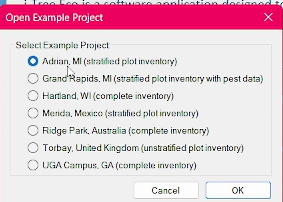 Open Example Project
Select Example Project
Adrian, MI (stratified plot inventory)
Grand Rapids, MI (stratified plot inventory with pest data)
Hartland, WI (complete inventory)
Merida, Mexico (stratified plot inventory)
Ridge Park, Australia (complete inventory)
Torbay, United Kingdom (unstratified plot inventory)
UGA Campus, GA (complete inventory)
Cancel
OK